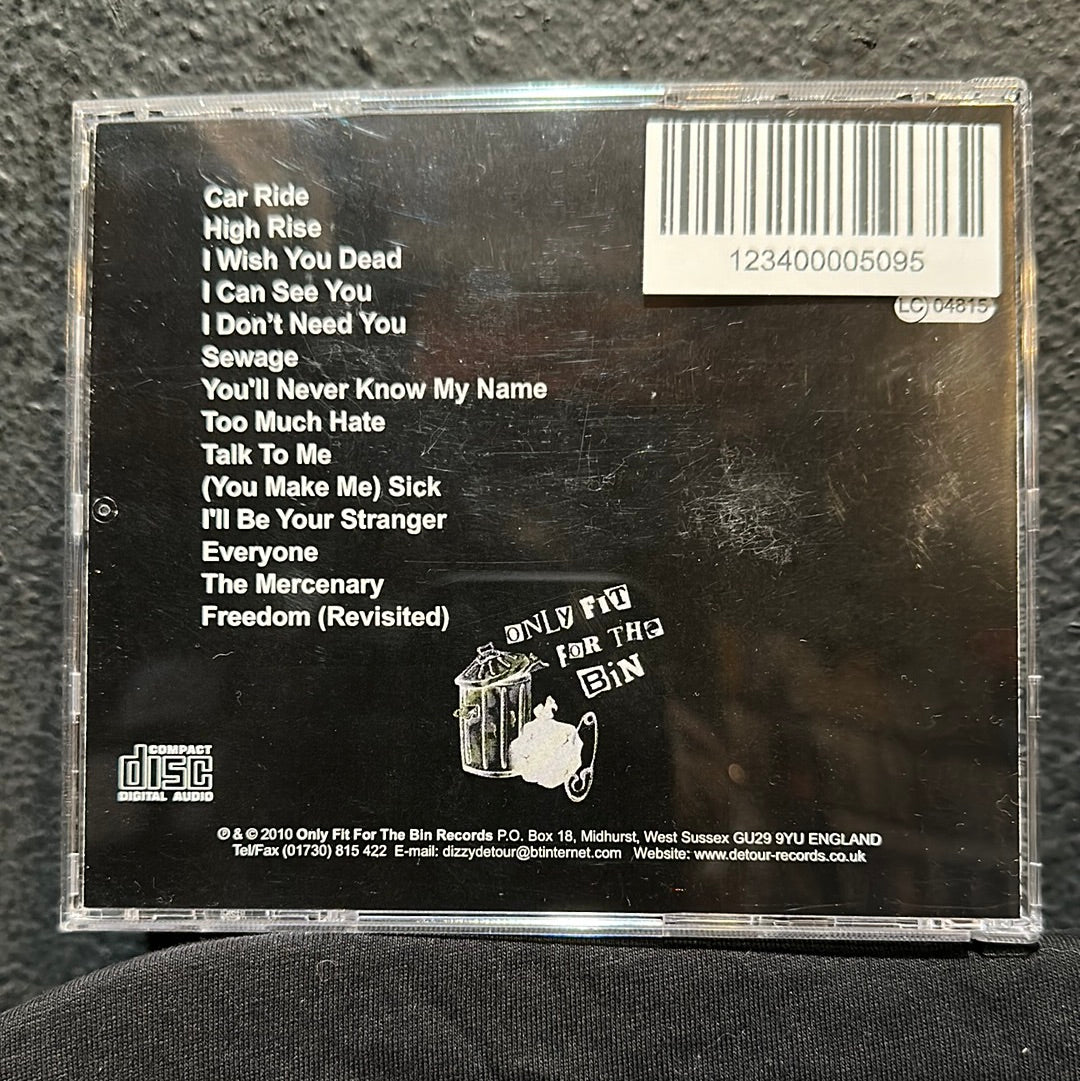 123400005095
LC 04815
Car Ride
High Rise
I Wish You Dead
I Can See You
I Don't Need You
Sewage
You'll Never Know My Name
Too Much Hate
Talk To Me
(You Make Me) Sick
I'll Be Your Stranger
Everyone
The Mercenary
Freedom (Revisited)
ONLY FIT
FOR THE
BiN
COMPACT
disc
DIGITAL AUDIO
℗ & © 2010 Only Fit For The Bin Records P.O. Box 18, Midhurst, West Sussex GU29 9YU ENGLAND
Tel/Fax (01730) 815 422 E-mail: dizzydetour@btinternet.com Website: www.detour-records.co.uk